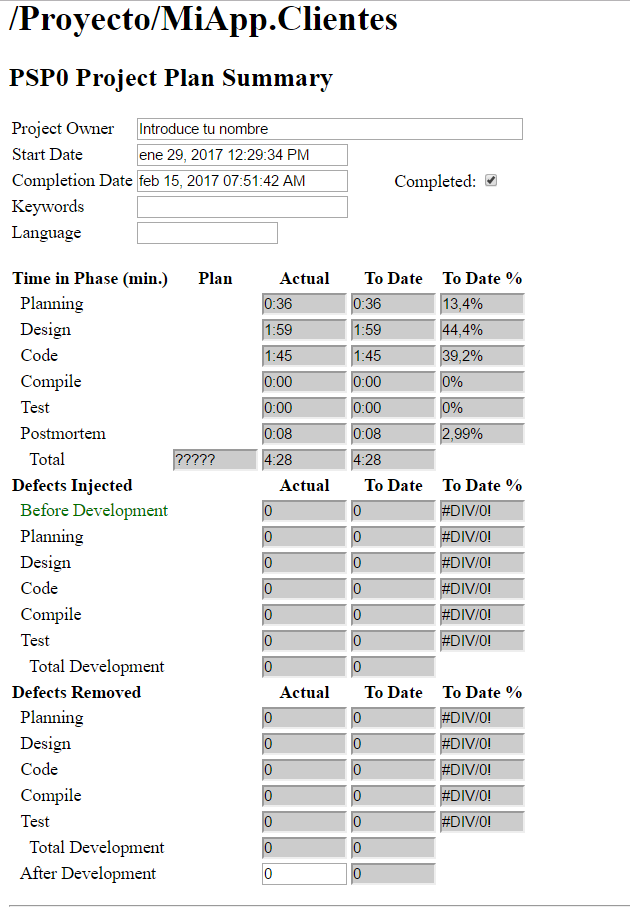 /Proyecto/MiApp.Clientes
PSP0 Project Plan Summary
Project Owner Introduce tu nombre
Start Date ene 29, 2017 12:29:34 PM
Completion Date feb 15, 2017 07:51:42 AM Completed:
Keywords
Language
Time in Phase (min.) Plan Actual To Date To Date %
Planning 0:36 0:36 13,4%
Design 1:59 1:59 44,4%
Code 1:45 1:45 39,2%
Compile 0:00 0:00 0%
Test 0:00 0:00 0%
Postmortem 0:08 0:08 2,99%
Total ????? 4:28 4:28
Defects Injected Actual To Date To Date %
Before Development 0 0 #DIV/0!
Planning 0 0 #DIV/0!
Design 0 0 #DIV/0!
Code 0 0 #DIV/0!
Compile 0 0 #DIV/0!
Test 0 0 #DIV/0!
Total Development 0 0
Defects Removed Actual To Date To Date %
Planning 0 0 #DIV/0!
Design 0 0 #DIV/0!
Code 0 0 #DIV/0!
Compile 0 0 #DIV/0!
Test 0 0 #DIV/0!
Total Development 0 0
After Development 0 0